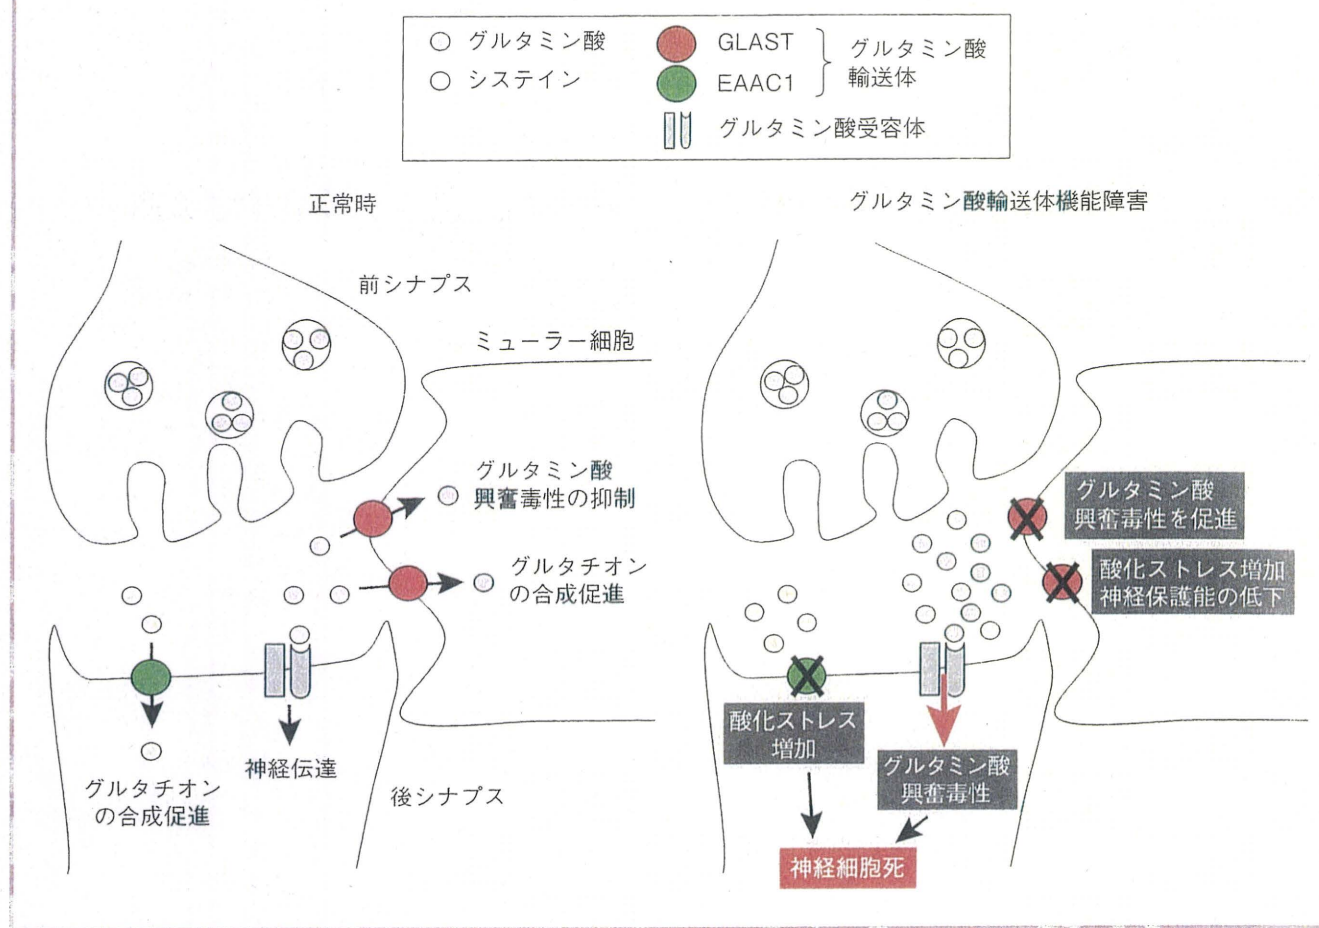 グルタミン酸
システイン
GLAST
EAAC1
グルタミン酸
輸送体
グルタミン酸受容体
正常時
前シナプス
ミューラー細胞
グルタミン酸
興奮毒性の抑制
グルタチオン
の合成促進
神経伝達
グルタチオン
の合成促進
後シナプス
グルタミン酸輸送体機能障害
グルタミン酸
興奮毒性を促進
酸化ストレス増加
神経保護能の低下
酸化ストレス
増加
グルタミン酸
興奮毒性
神経細胞死